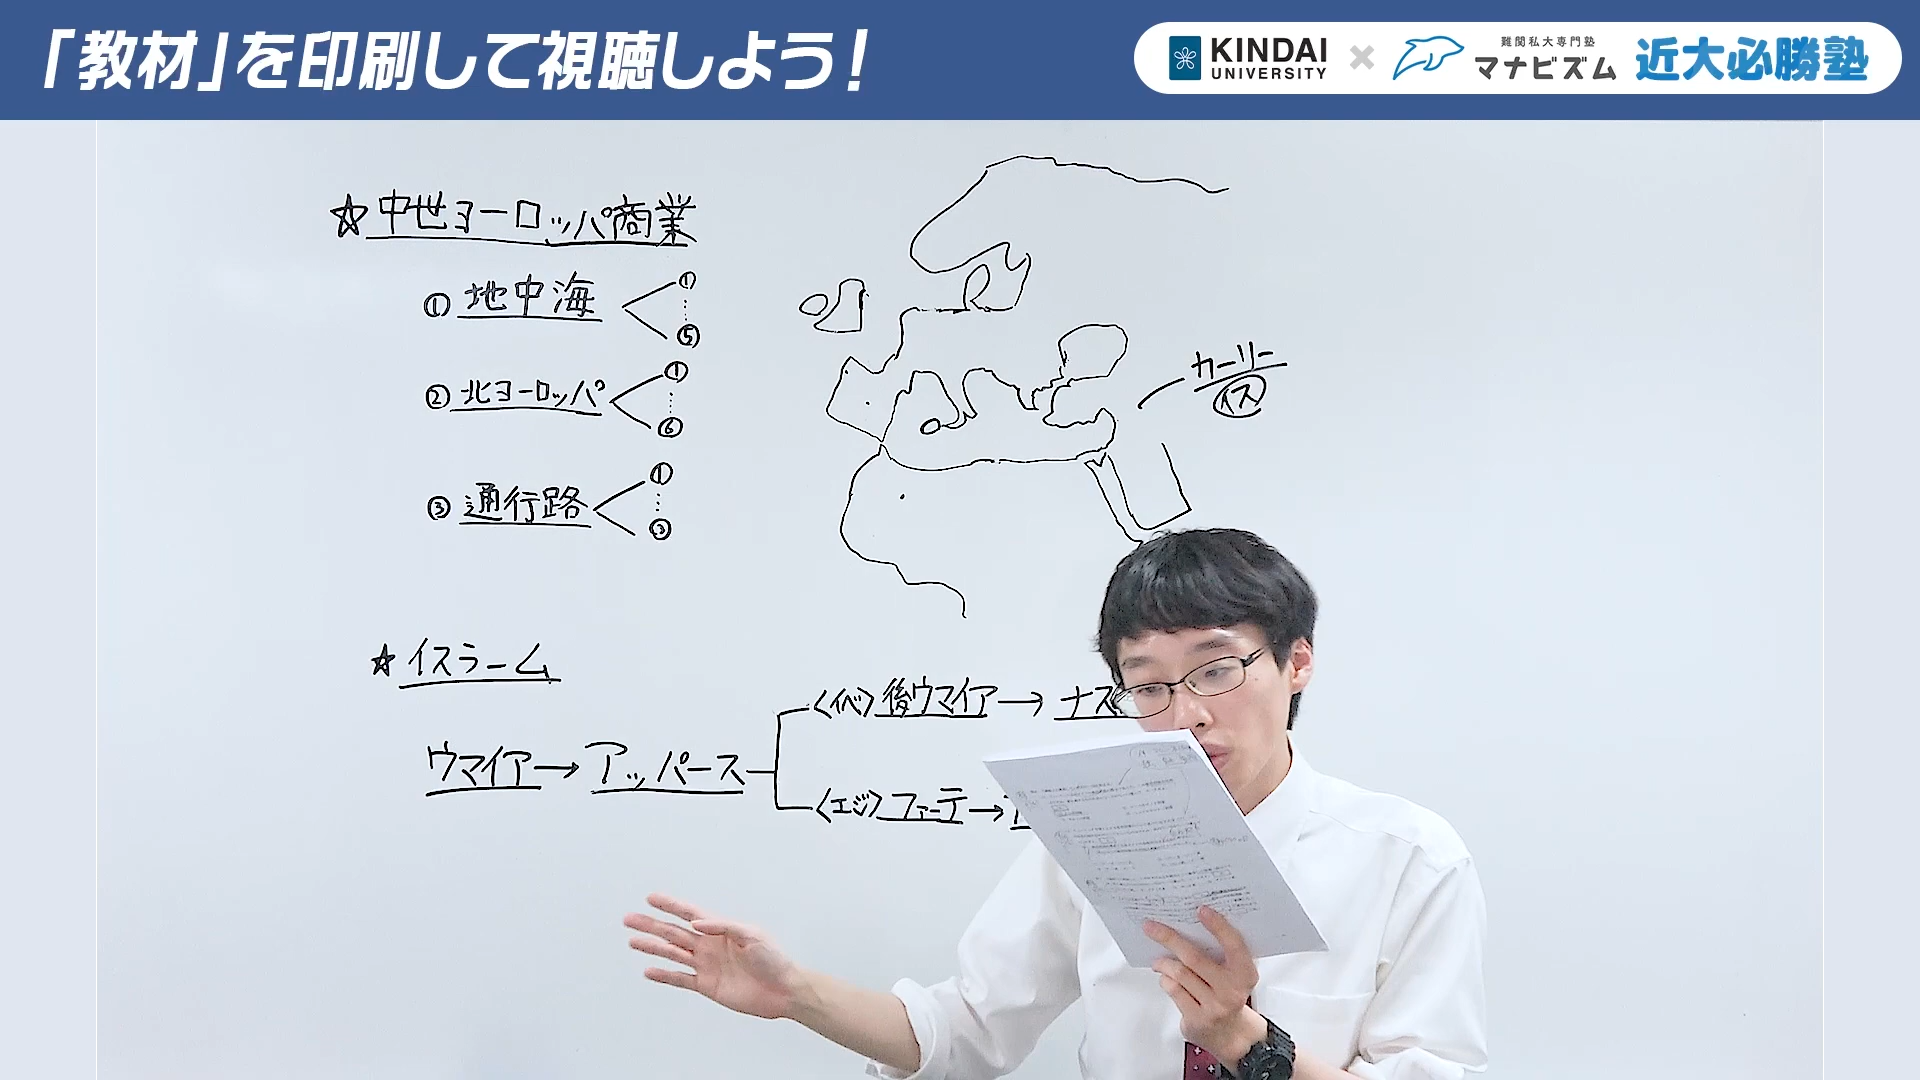 「教材」を印刷して視聴しよう!
KINDAI
UNIVERSITY
×
難関私大専門塾
マナビズム
近大必勝塾
☆中世ヨーロッパ商業
① 地中海
①
⑤
② 北ヨーロッパ
①
⑥
③ 通行路
①
③
カーリー
イス
☆イスラーム
ウマイア→アッバース
〈イベ〉後ウマイア→ナス
〈エジ〉ファーテ→